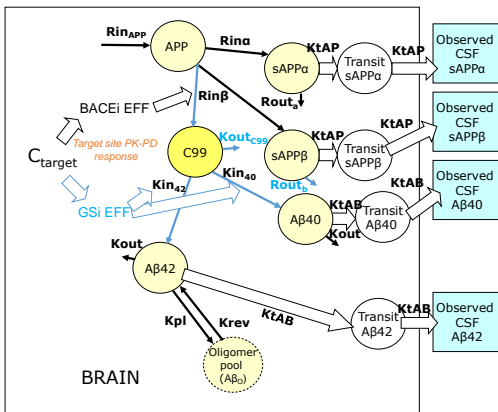 Rin_APP
APP
Rinα
sAPPα
KtAP
Transit
sAPPα
KtAP
Observed
CSF
sAPPα
BACEi EFF
Rinβ
Rout_a
Target site PK-PD
response
C_target
C99
Kout_C99
sAPPβ
KtAP
Transit
sAPPβ
KtAP
Observed
CSF
sAPPβ
Kin_42
Kin_40
Rout_b
GSi EFF
Aβ40
KtAB
Transit
Aβ40
KtAB
Observed
CSF
Aβ40
Kout
Kout
Aβ42
KtAB
Transit
Aβ42
KtAB
Observed
CSF
Aβ42
Kpl
Krev
Oligomer
pool
(Aβ_O)
BRAIN